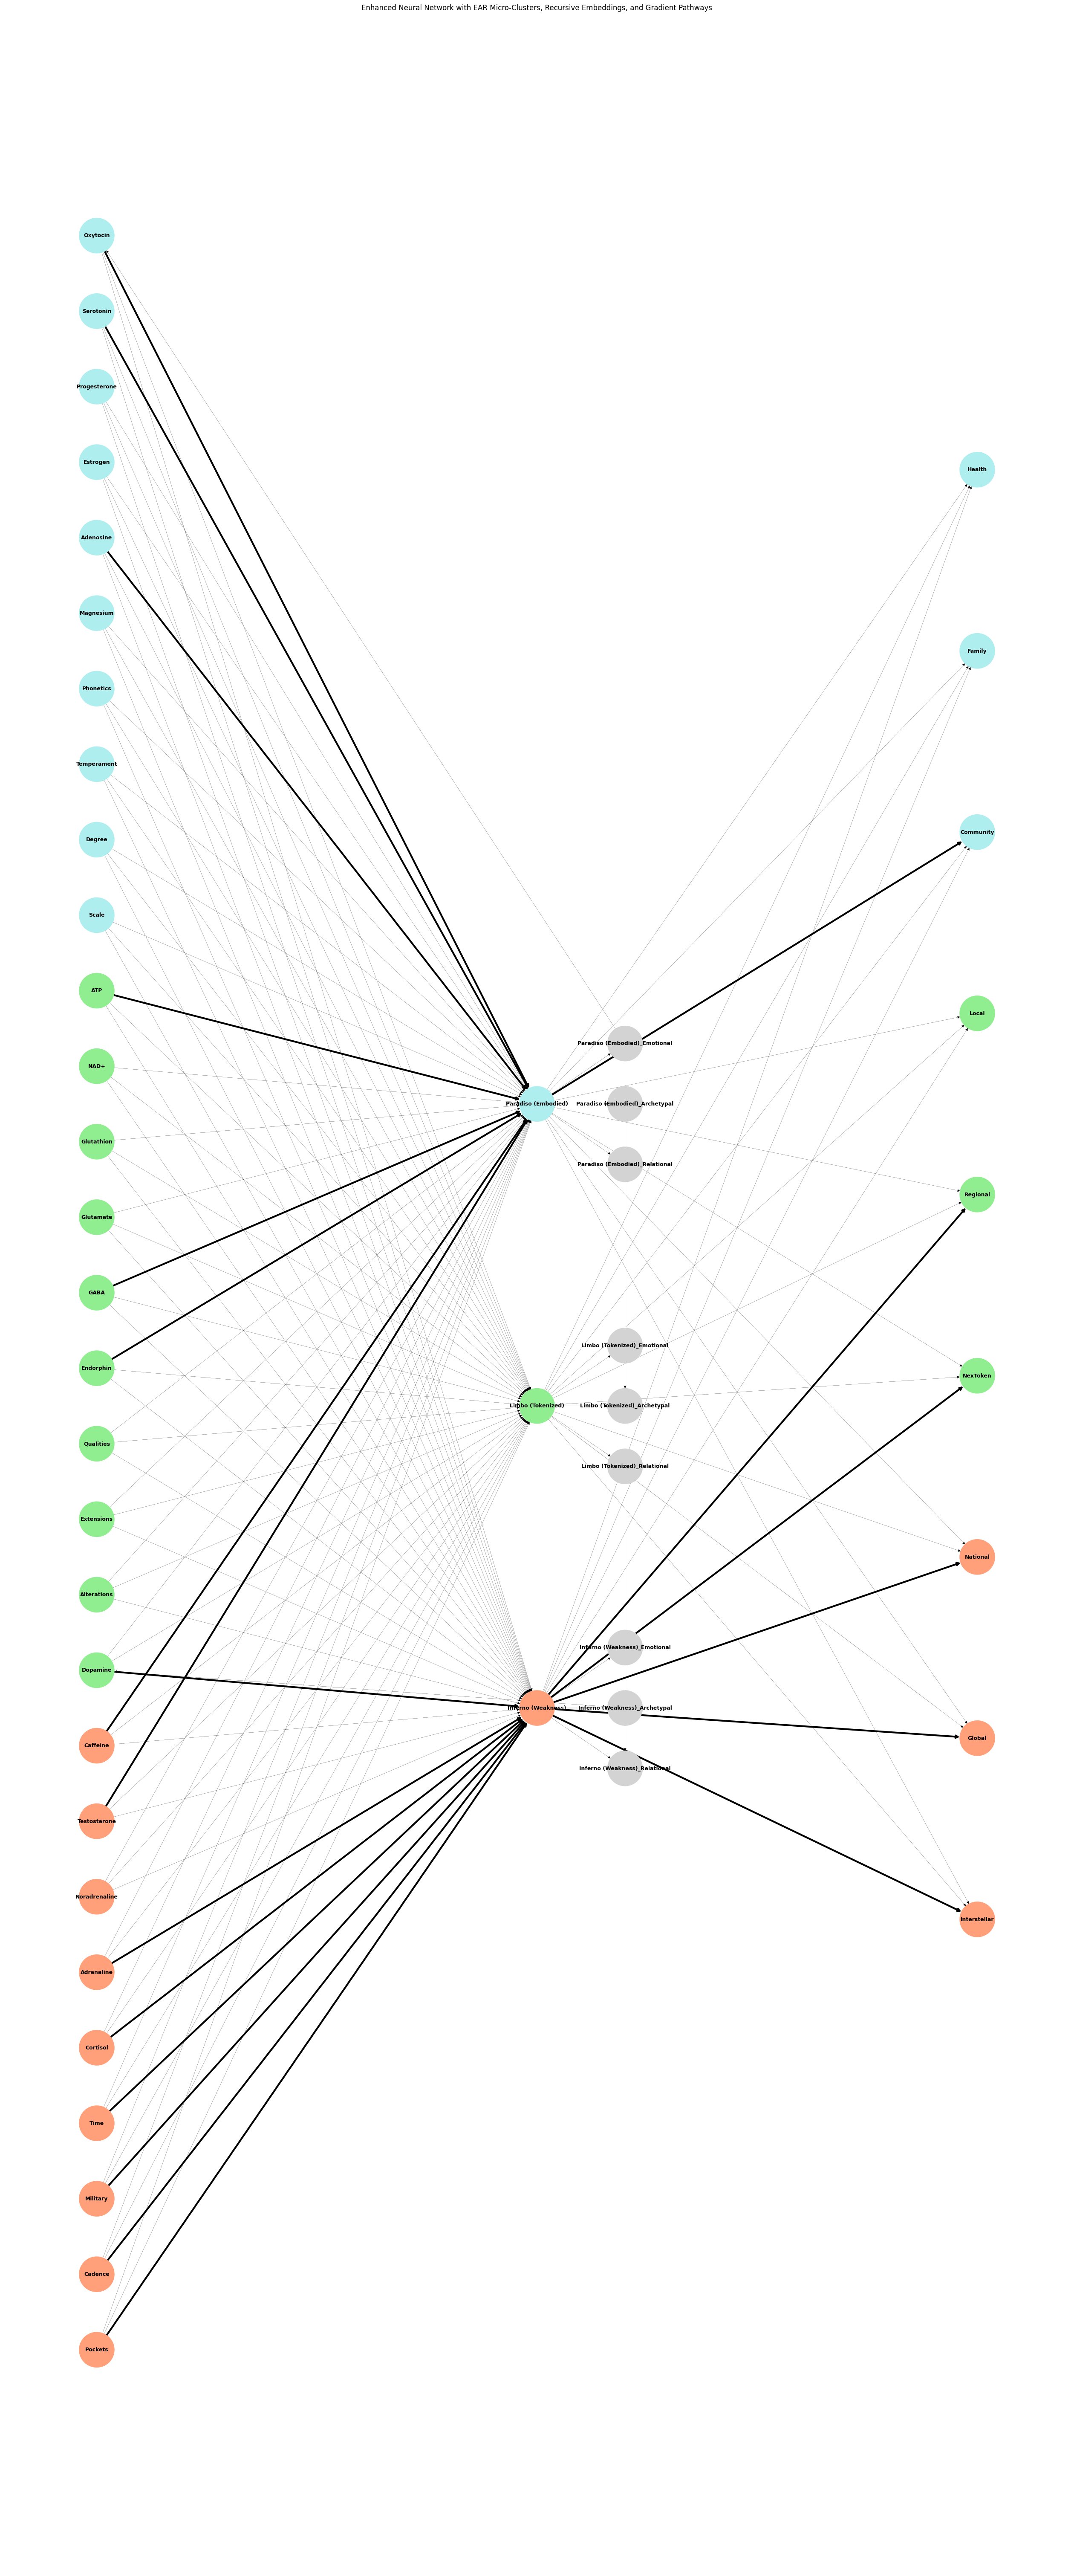 Enhanced Neural Network with EAR Micro-Clusters, Recursive Embeddings, and Gradient Pathways
Oxytocin
Serotonin
Progesterone
Estrogen
Adenosine
Magnesium
Phonetics
Temperament
Degree
Scale
ATP
NAD+
Glutathion
Glutamate
GABA
Endorphin
Qualities
Extensions
Alterations
Dopamine
Caffeine
Testosterone
Noradrenaline
Adrenaline
Cortisol
Time
Military
Cadence
Pockets
Paradiso (Embodied)
Limbo (Tokenized)
Inferno (Weakness)
Paradiso (Embodied)_Emotional
Paradiso (Embodied)_Archetypal
Paradiso (Embodied)_Relational
Limbo (Tokenized)_Emotional
Limbo (Tokenized)_Archetypal
Limbo (Tokenized)_Relational
Inferno (Weakness)_Emotional
Inferno (Weakness)_Archetypal
Inferno (Weakness)_Relational
Health
Family
Community
Local
Regional
NexToken
National
Global
Interstellar